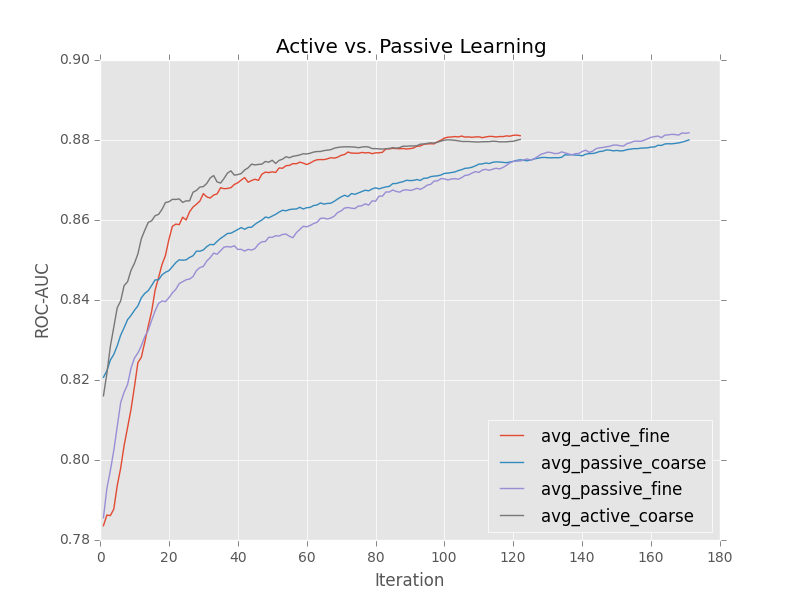 Active vs. Passive Learning
0.90
0.88
0.86
0.84
0.82
0.80
0.78
ROC-AUC
0 20 40 60 80 100 120 140 160 180
Iteration
avg_active_fine
avg_passive_coarse
avg_passive_fine
avg_active_coarse